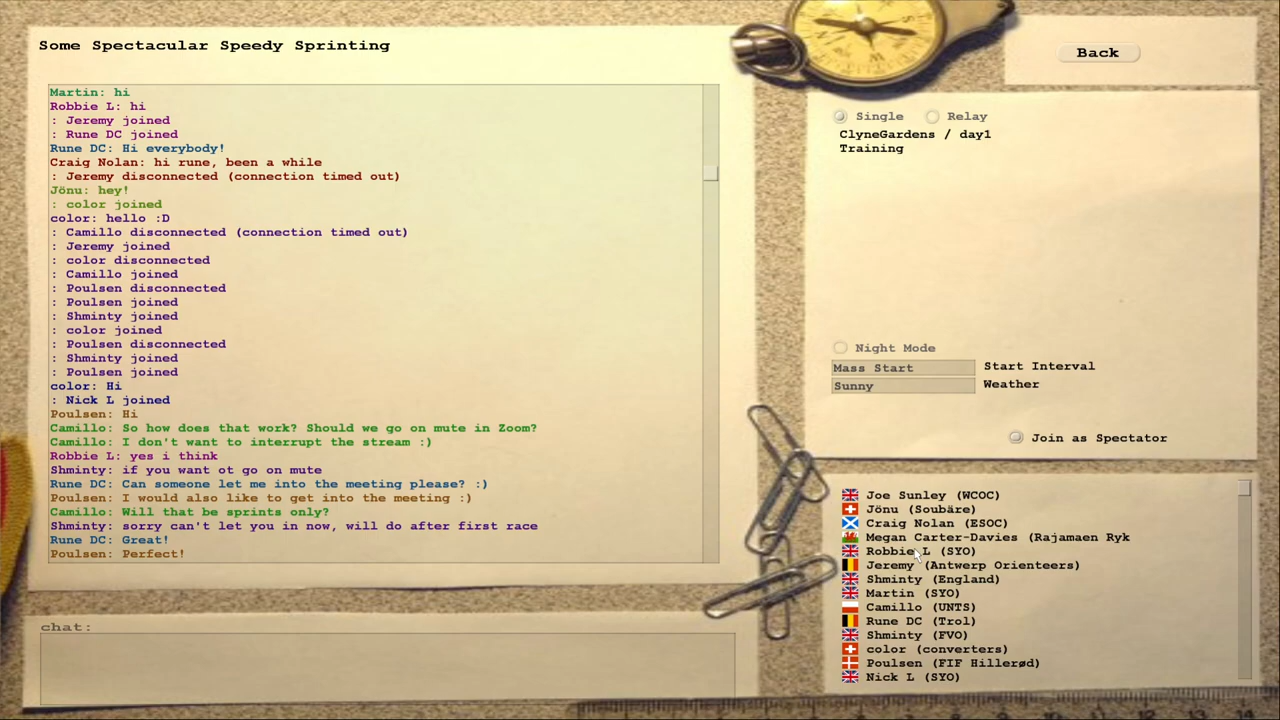 Some Spectacular Speedy Sprinting
Back
Martin: hi
Robbie L: hi
: Jeremy joined
: Rune DC joined
Rune DC: Hi everybody!
Craig Nolan: hi rune, been a while
: Jeremy disconnected (connection timed out)
Jönu: hey!
: color joined
color: hello :D
: Camillo disconnected (connection timed out)
: Jeremy joined
: color disconnected
: Camillo joined
: Poulsen disconnected
: Poulsen joined
: Shminty joined
: color joined
: Poulsen disconnected
: Shminty joined
: Poulsen joined
color: Hi
: Nick L joined
Poulsen: Hi
Camillo: So how does that work? Should we go on mute in Zoom?
Camillo: I don't want to interrupt the stream :)
Robbie L: yes i think
Shminty: if you want ot go on mute
Rune DC: Can someone let me into the meeting please? :)
Poulsen: I would also like to get into the meeting :)
Camillo: Will that be sprints only?
Shminty: sorry can't let you in now, will do after first race
Rune DC: Great!
Poulsen: Perfect!
chat:
Single Relay
ClyneGardens / day1
Training
Night Mode
Mass Start Start Interval
Sunny Weather
Join as Spectator
Joe Sunley (WCOC)
Jönu (Soubäre)
Craig Nolan (ESOC)
Megan Carter-Davies (Rajamaen Ryk
Robbie L (SYO)
Jeremy (Antwerp Orienteers)
Shminty (England)
Martin (SYO)
Camillo (UNTS)
Rune DC (Trol)
Shminty (FVO)
color (converters)
Poulsen (FIF Hillerød)
Nick L (SYO)
12 13 14